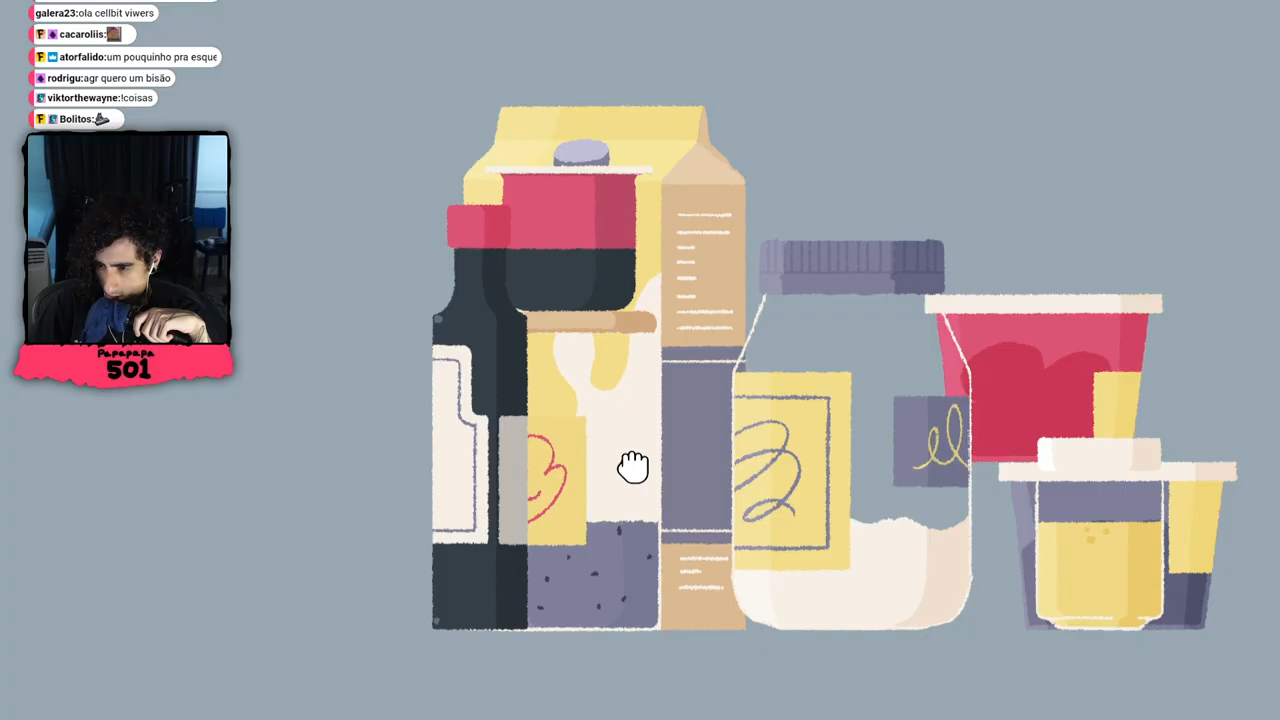 galera23:ola cellbit viwers
cacaroliis:
atorfalido:um pouquinho pra esque
rodrigu:agr quero um bisão
viktorthewayne:!coisas
Bolitos:
Papapapa
501